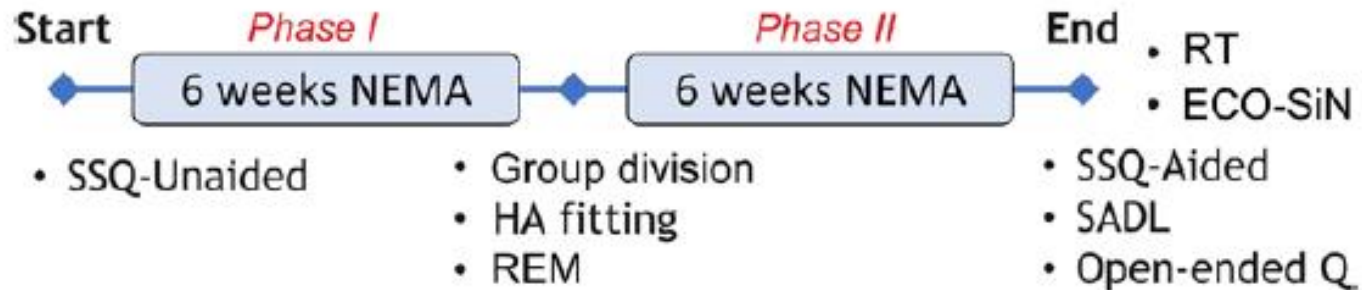 Start
Phase I
Phase II
End
• RT
• ECO-SiN
6 weeks NEMA
6 weeks NEMA
• SSQ-Unaided
• Group division
• HA fitting
• REM
• SSQ-Aided
• SADL
• Open-ended Q.